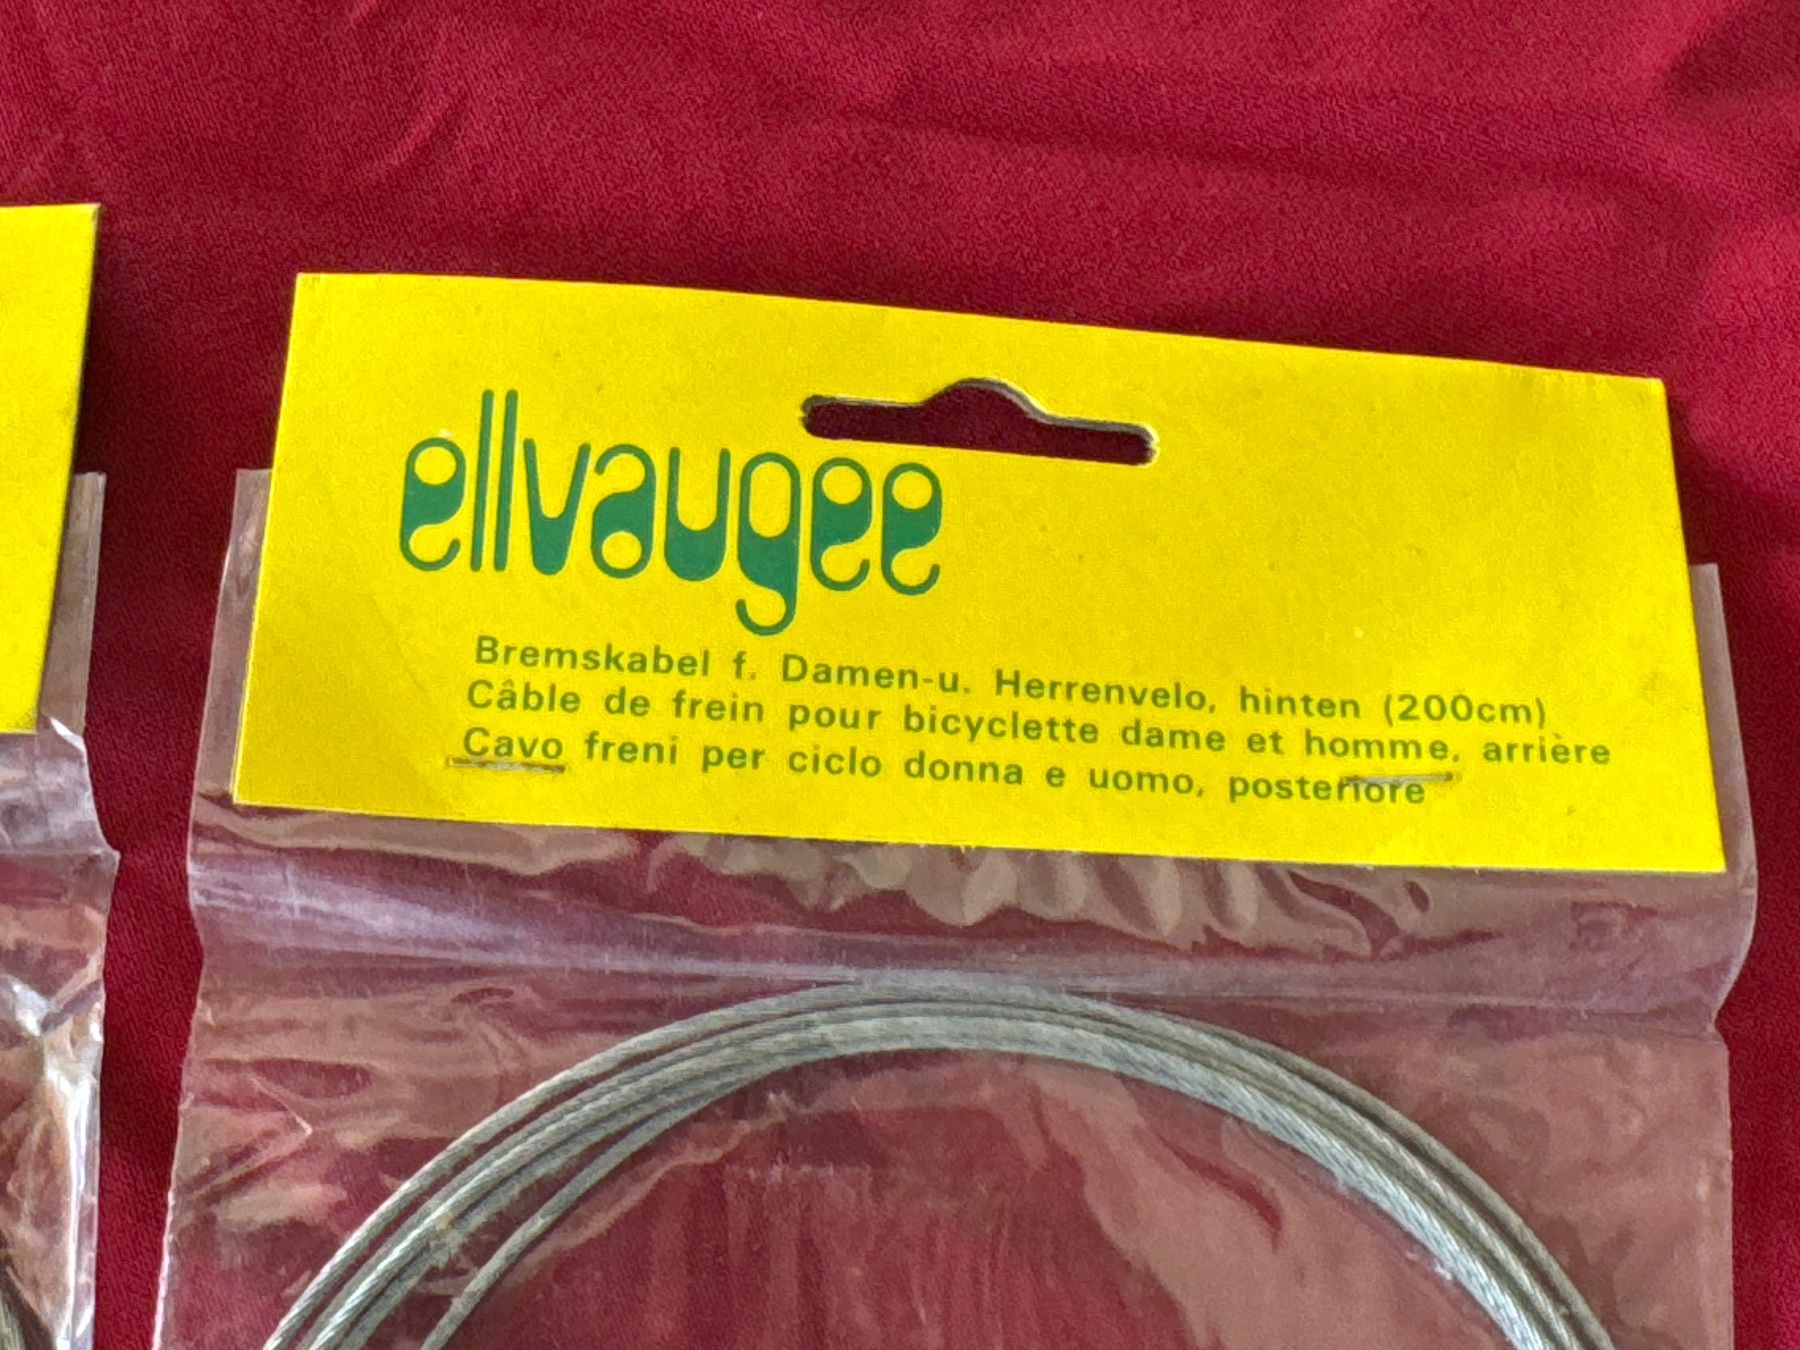 ellvaugee
Bremskabel f. Damen-u. Herrenvelo, hinten (200cm)
Câble de frein pour bicyclette dame et homme, arrière
Cavo freni per ciclo donna e uomo, posteriore